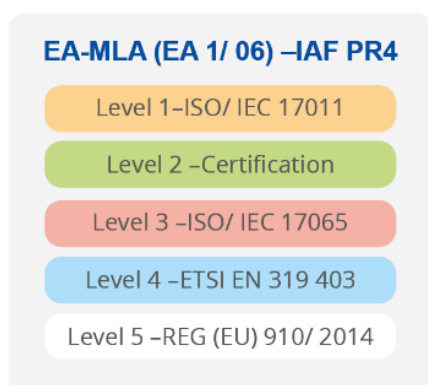 EA-MLA (EA 1/ 06) –IAF PR4
Level 1–ISO/ IEC 17011
Level 2 –Certification
Level 3 –ISO/ IEC 17065
Level 4 –ETSI EN 319 403
Level 5 –REG (EU) 910/ 2014